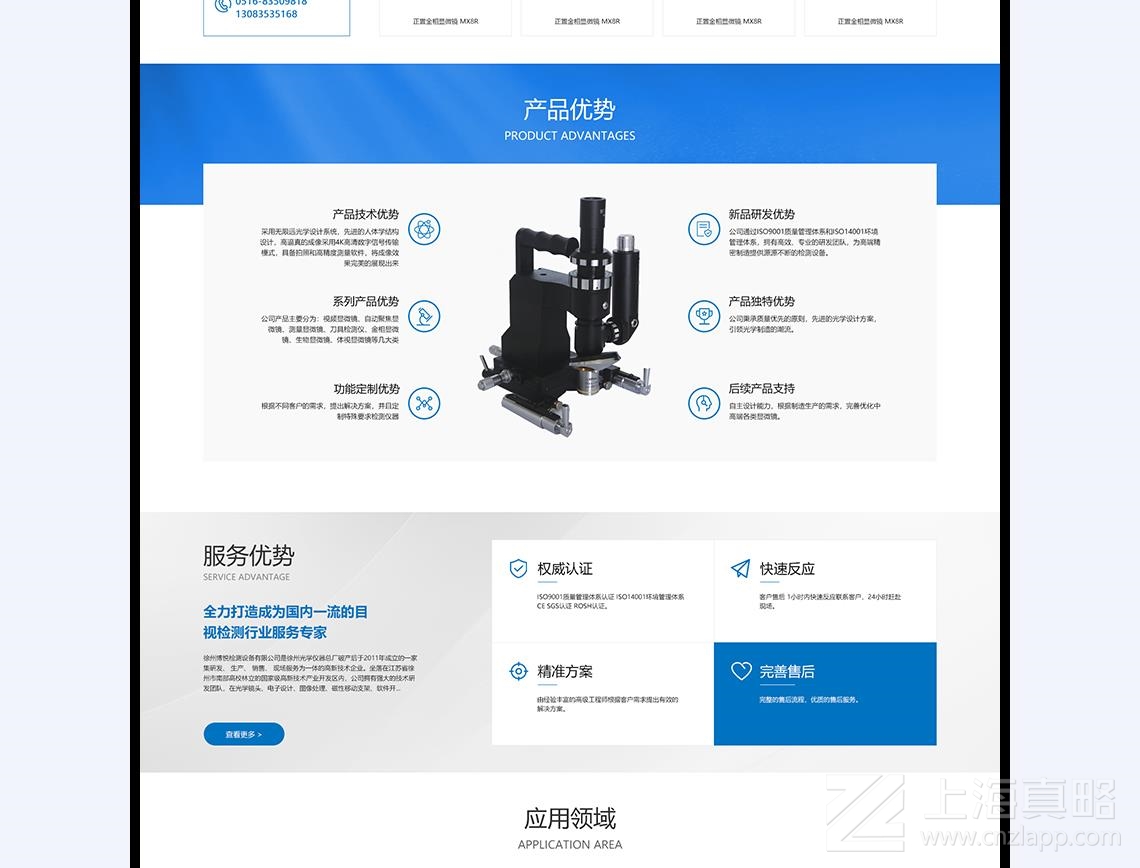 0516-83509818
13083535168
正置金相显微镜 MX8R
正置金相显微镜 MX8R
正置金相显微镜 MX8R
正置金相显微镜 MX8R
产品优势
PRODUCT ADVANTAGES
产品技术优势
采用无限远光学设计系统，先进的人体学结构
设计，高逼真的成像采用4K高清数字信号传输
模式，具备拍照和高精度测量软件，将成像效
果完美的展现出来
系列产品优势
公司产品主要分为：视频显微镜、自动聚焦显
微镜、测量显微镜、刀具检测仪、金相显微
镜、生物显微镜、体视显微镜等几大类
功能定制优势
根据不同客户的需求，提出解决方案，并且定
制特殊要求检测仪器
新品研发优势
公司通过ISO9001质量管理体系和ISO14001环境
管理体系，拥有高效、专业的研发团队，为高端精
密制造提供源源不断的检测设备。
产品独特优势
公司秉承质量优先的原则，先进的光学设计方案，
引领光学制造的潮流。
后续产品支持
自主设计能力，根据制造生产的需求，完善优化中
高端各类显微镜。
服务优势
SERVICE ADVANTAGE
全力打造成为国内一流的目
视检测行业服务专家
徐州博悦检测设备有限公司是徐州光学仪器总厂破产后于2011年成立的一家
集研发、 生产、 销售、 现场服务为一体的高新技术企业。坐落在江苏省徐
州市南部高校林立的国家级高新技术产业开发区内，公司拥有强大的技术研
发团队，在光学镜头、电子设计、图像处理、磁性移动支架、软件开...
查看更多 >
权威认证
ISO9001质量管理体系认证 ISO14001环境管理体系
CE SGS认证 ROSH认证。
快速反应
客户售后 1小时内快速反应联系客户，24小时赶赴
现场。
精准方案
由经验丰富的高级工程师根据客户需求提出有效的
解决方案。
完善售后
完整的售后流程，优质的售后服务。
应用领域
APPLICATION AREA
上海真略
www.cnzlapp.com